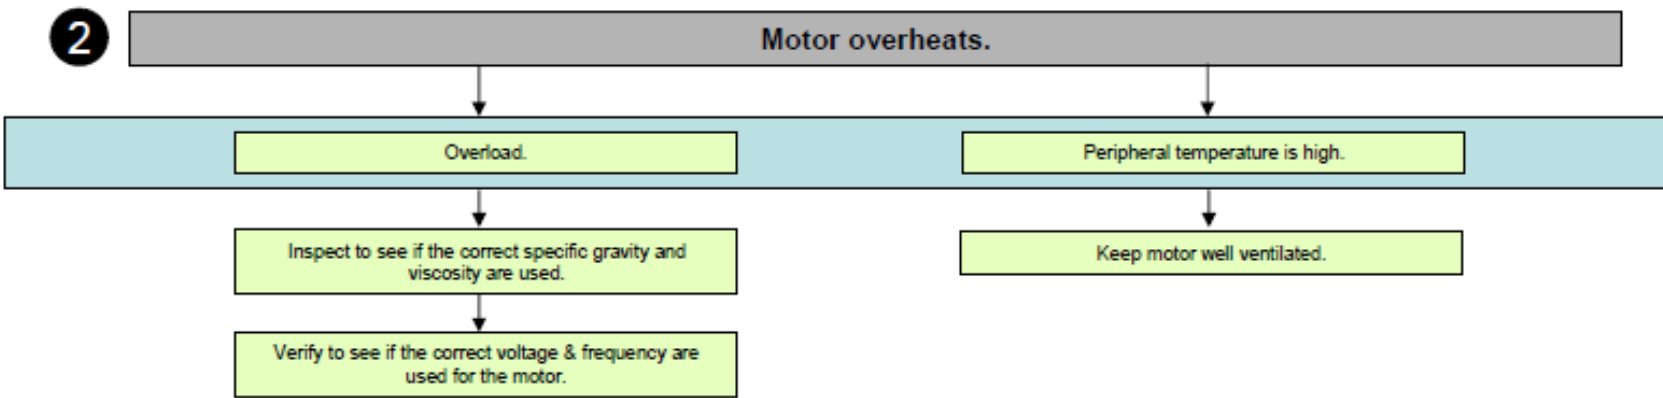 2
Motor overheats.
Overload.
Peripheral temperature is high.
Inspect to see if the correct specific gravity and
viscosity are used.
Keep motor well ventilated.
Verify to see if the correct voltage & frequency are
used for the motor.